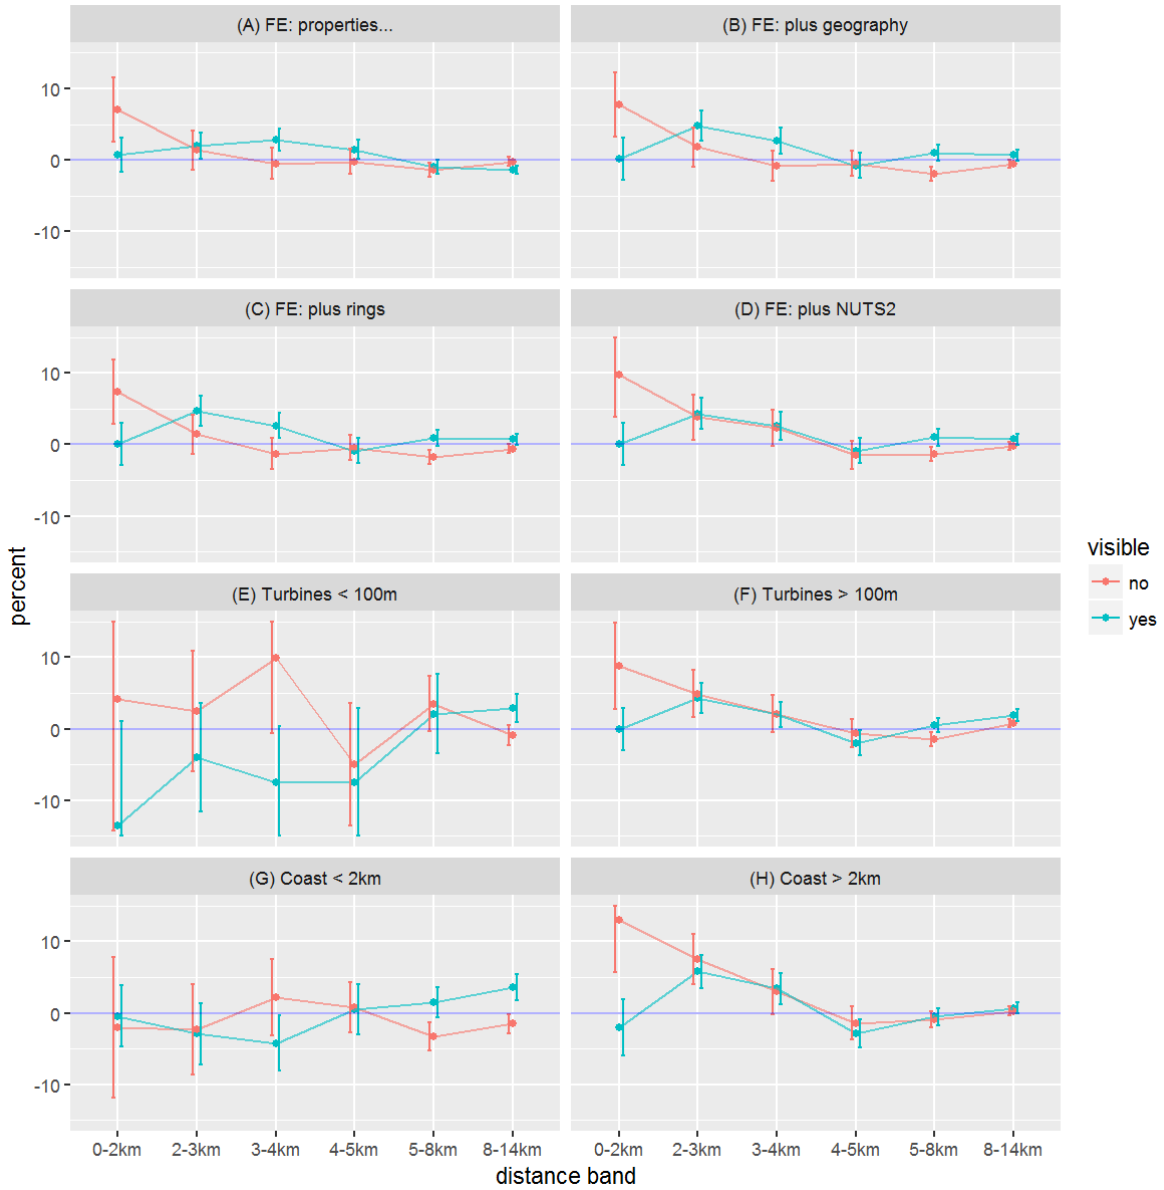 (A) FE: properties...
(B) FE: plus geography
10
0
-10
(C) FE: plus rings
(D) FE: plus NUTS2
10
0
-10
percent
(E) Turbines < 100m
(F) Turbines > 100m
10
0
-10
visible
no
yes
(G) Coast < 2km
(H) Coast > 2km
10
0
-10
0-2km 2-3km 3-4km 4-5km 5-8km 8-14km
0-2km 2-3km 3-4km 4-5km 5-8km 8-14km
distance band